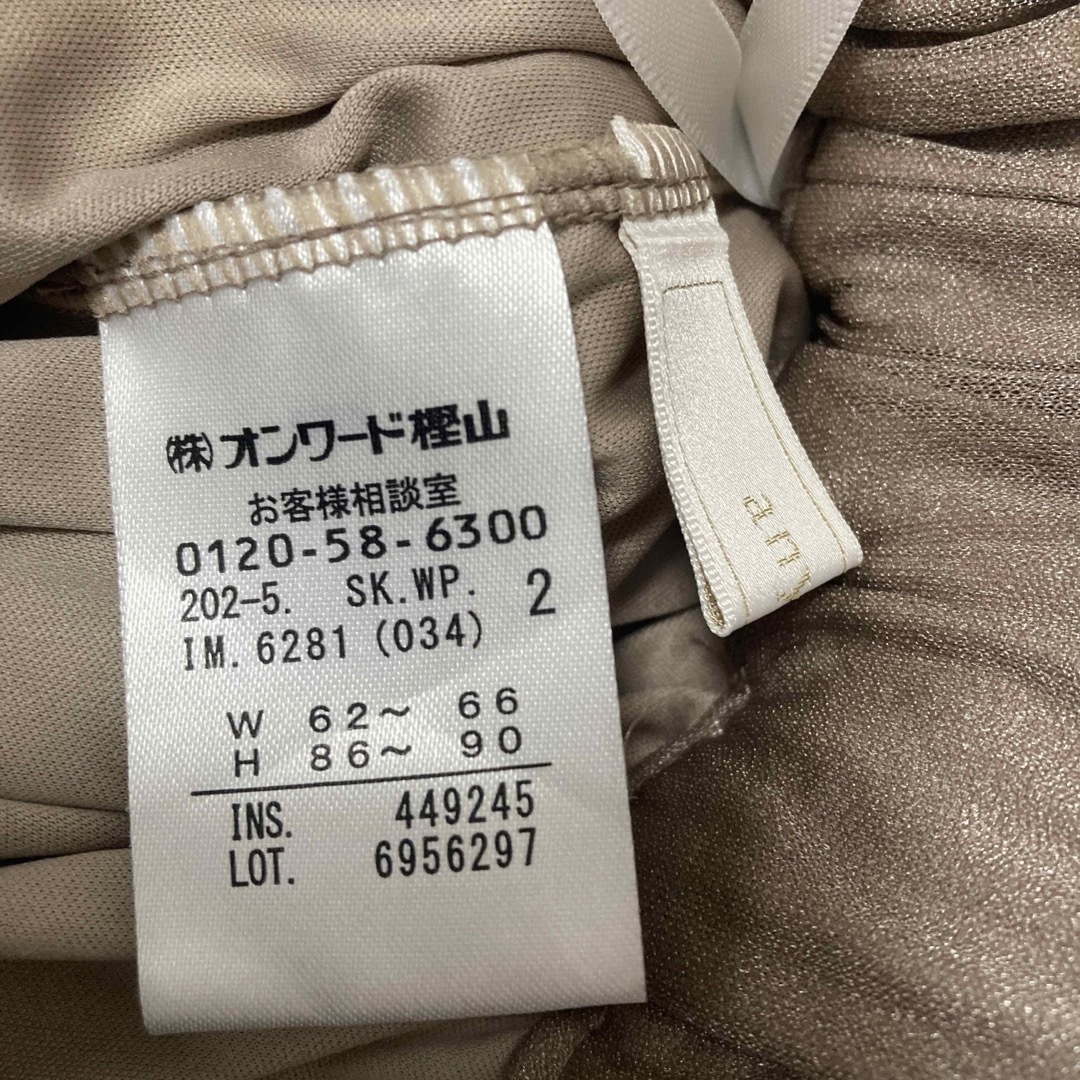 ㈱オンワード樫山
お客様相談室
0120-58-6300
202-5. SK.WP. 2
IM. 6281 (034)
W 62〜 66
H 86〜 90
INS. 449245
LOT. 6956297